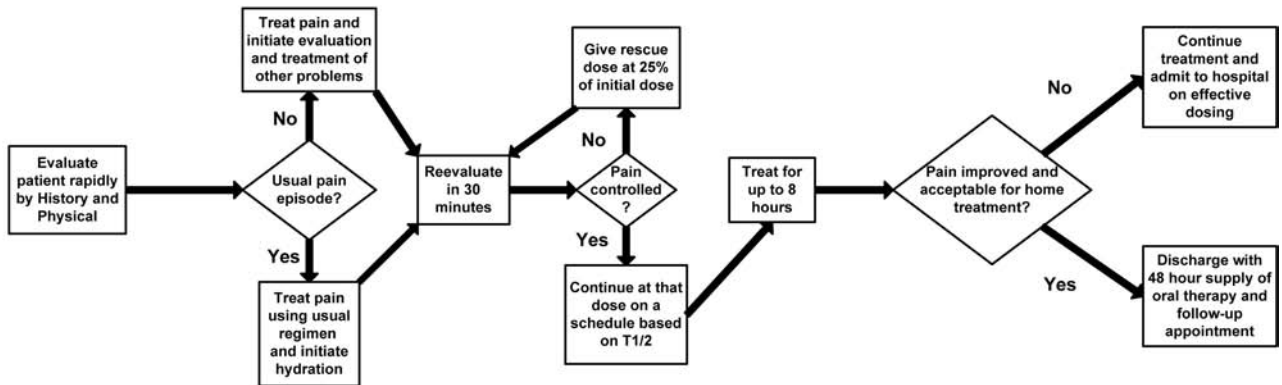 Evaluate
patient rapidly
by History and
Physical
Usual pain
episode?
No
Treat pain and
initiate evaluation
and treatment of
other problems
Yes
Treat pain
using usual
regimen
and initiate
hydration
Reevaluate
in 30
minutes
Pain
controlled
?
No
Give rescue
dose at 25%
of initial dose
Yes
Continue at that
dose on a
schedule based
on T1/2
Treat for
up to 8
hours
Pain improved and
acceptable for home
treatment?
No
Continue
treatment and
admit to hospital
on effective
dosing
Yes
Discharge with
48 hour supply of
oral therapy and
follow-up
appointment